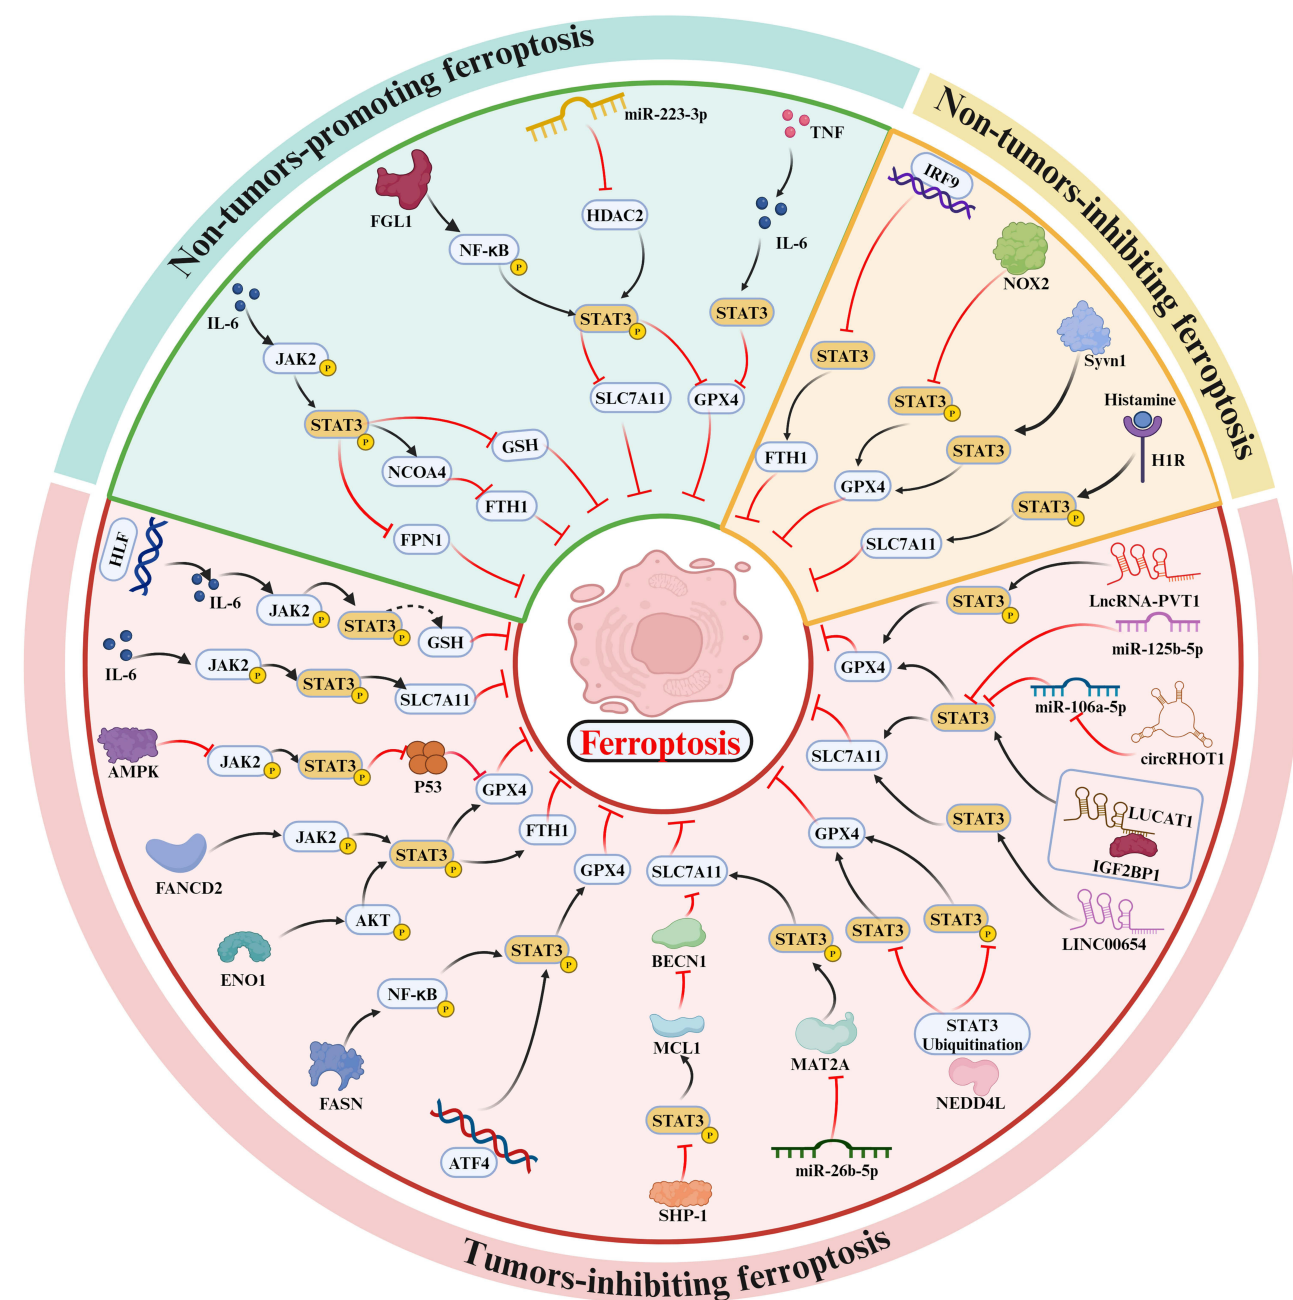 Non-tumors-promoting ferroptosis
Non-tumors-inhibiting ferroptosis
miR-223-3p
TNF
FGL1
HDAC2
NF-κB
P
IL-6
STAT3
P
STAT3
SLC7A11
GPX4
IL-6
JAK2
P
STAT3
P
GSH
NCOA4
FTH1
FPN1
IRF9
NOX2
Syvn1
STAT3
STAT3
P
Histamine
H1R
STAT3
FTH1
GPX4
STAT3
P
SLC7A11
HLF
IL-6
JAK2
P
STAT3
P
GSH
IL-6
JAK2
P
STAT3
P
SLC7A11
AMPK
JAK2
P
STAT3
P
P53
GPX4
FANCD2
JAK2
P
STAT3
P
FTH1
ENO1
AKT
P
GPX4
STAT3
P
NF-κB
P
FASN
ATF4
Ferroptosis
SLC7A11
BECN1
MCL1
STAT3
P
SHP-1
STAT3
P
MAT2A
miR-26b-5p
GPX4
STAT3
STAT3
P
STAT3
Ubiquitination
NEDD4L
STAT3
P
LncRNA-PVT1
miR-125b-5p
GPX4
miR-106a-5p
STAT3
circRHOT1
SLC7A11
LUCAT1
IGF2BP1
STAT3
LINC00654
Tumors-inhibiting ferroptosis